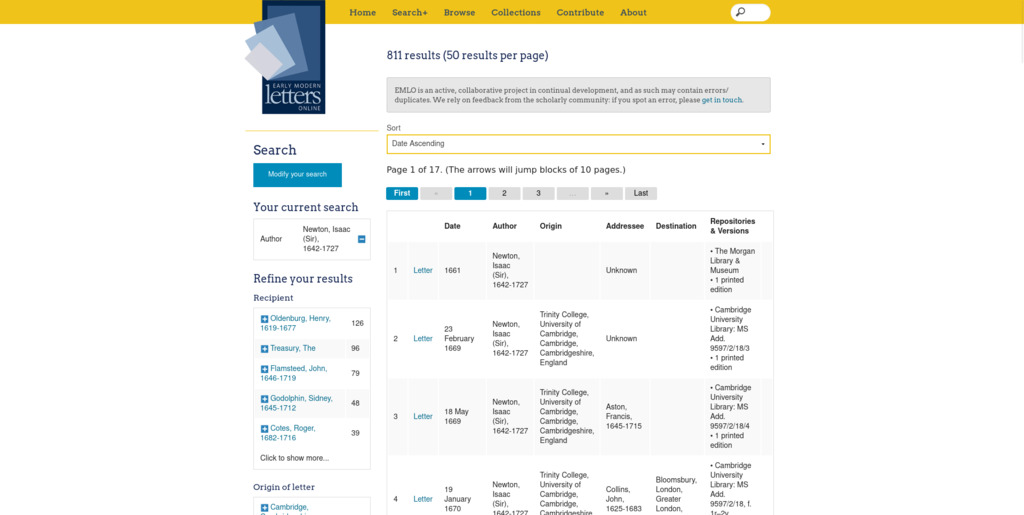 Home Search+ Browse Collections Contribute About
EARLY MODERN
letters
ONLINE
811 results (50 results per page)
EMLO is an active, collaborative project in continual development, and as such may contain errors/
duplicates. We rely on feedback from the scholarly community: if you spot an error, please get in touch.
Sort
Date Ascending
Page 1 of 17. (The arrows will jump blocks of 10 pages.)
First « 1 2 3 ... » Last
Search
Modify your search
Your current search
Author
Newton, Isaac
(Sir),
1642-1727
Refine your results
Recipient
Oldenburg, Henry,
1619-1677
126
Treasury, The 96
Flamsteed, John,
1646-1719
79
Godolphin, Sidney,
1645-1712
48
Cotes, Roger,
1682-1716
39
Click to show more...
Origin of letter
Cambridge,
Date Author Origin Addressee Destination Repositories
& Versions
1 Letter 1661
Newton,
Isaac
(Sir),
1642-1727
Unknown
• The Morgan
Library &
Museum
• 1 printed
edition
2 Letter
23
February
1669
Newton,
Isaac
(Sir),
1642-1727
Trinity College,
University of
Cambridge,
Cambridge,
Cambridgeshire,
England
Unknown
• Cambridge
University
Library: MS
Add.
9597/2/18/3
• 1 printed
edition
3 Letter
18 May
1669
Newton,
Isaac
(Sir),
1642-1727
Trinity College,
University of
Cambridge,
Cambridge,
Cambridgeshire,
England
Aston,
Francis,
1645-1715
• Cambridge
University
Library: MS
Add.
9597/2/18/4
• 1 printed
edition
4 Letter
19
January
1670
Newton,
Isaac
(Sir),
1642-1727
Trinity College,
University of
Cambridge,
Cambridge,
Cambridgeshire,
Collins,
John,
1625-1683
Bloomsbury,
London,
Greater
London,
• Cambridge
University
Library: MS
Add.
9597/2/18, f.
1r–2v